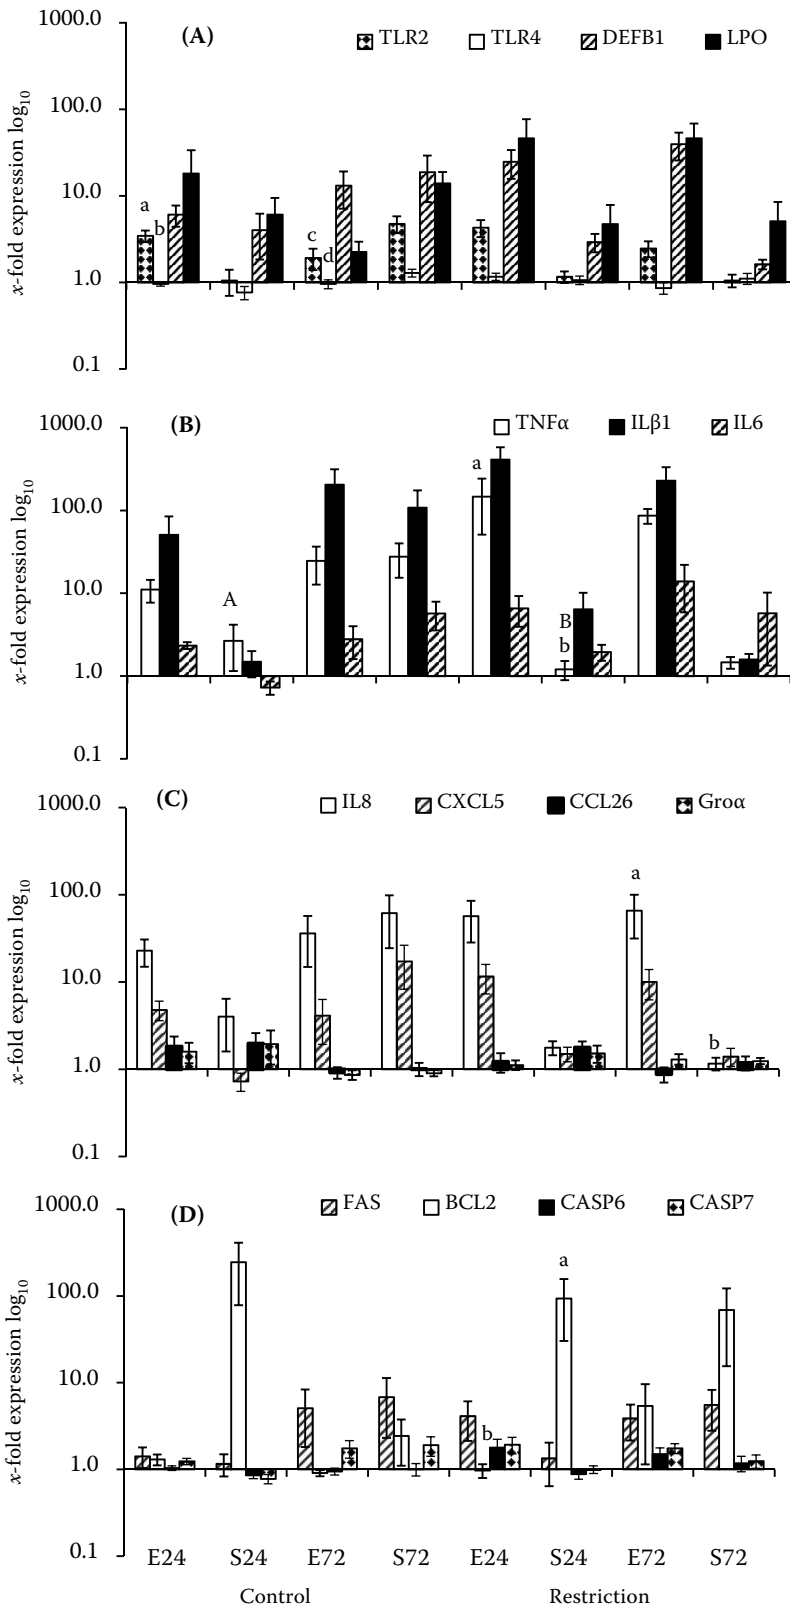 (A)
TLR2 TLR4 DEFB1 LPO
x-fold expression log10
1000.0
100.0
10.0
1.0
0.1
a
b
c
d
(B)
TNFα ILβ1 IL6
x-fold expression log10
1000.0
100.0
10.0
1.0
0.1
A
a
B
b
(C)
IL8 CXCL5 CCL26 Groα
x-fold expression log10
1000.0
100.0
10.0
1.0
0.1
a
b
(D)
FAS BCL2 CASP6 CASP7
x-fold expression log10
1000.0
100.0
10.0
1.0
0.1
b
a
E24 S24 E72 S72 E24 S24 E72 S72
Control Restriction